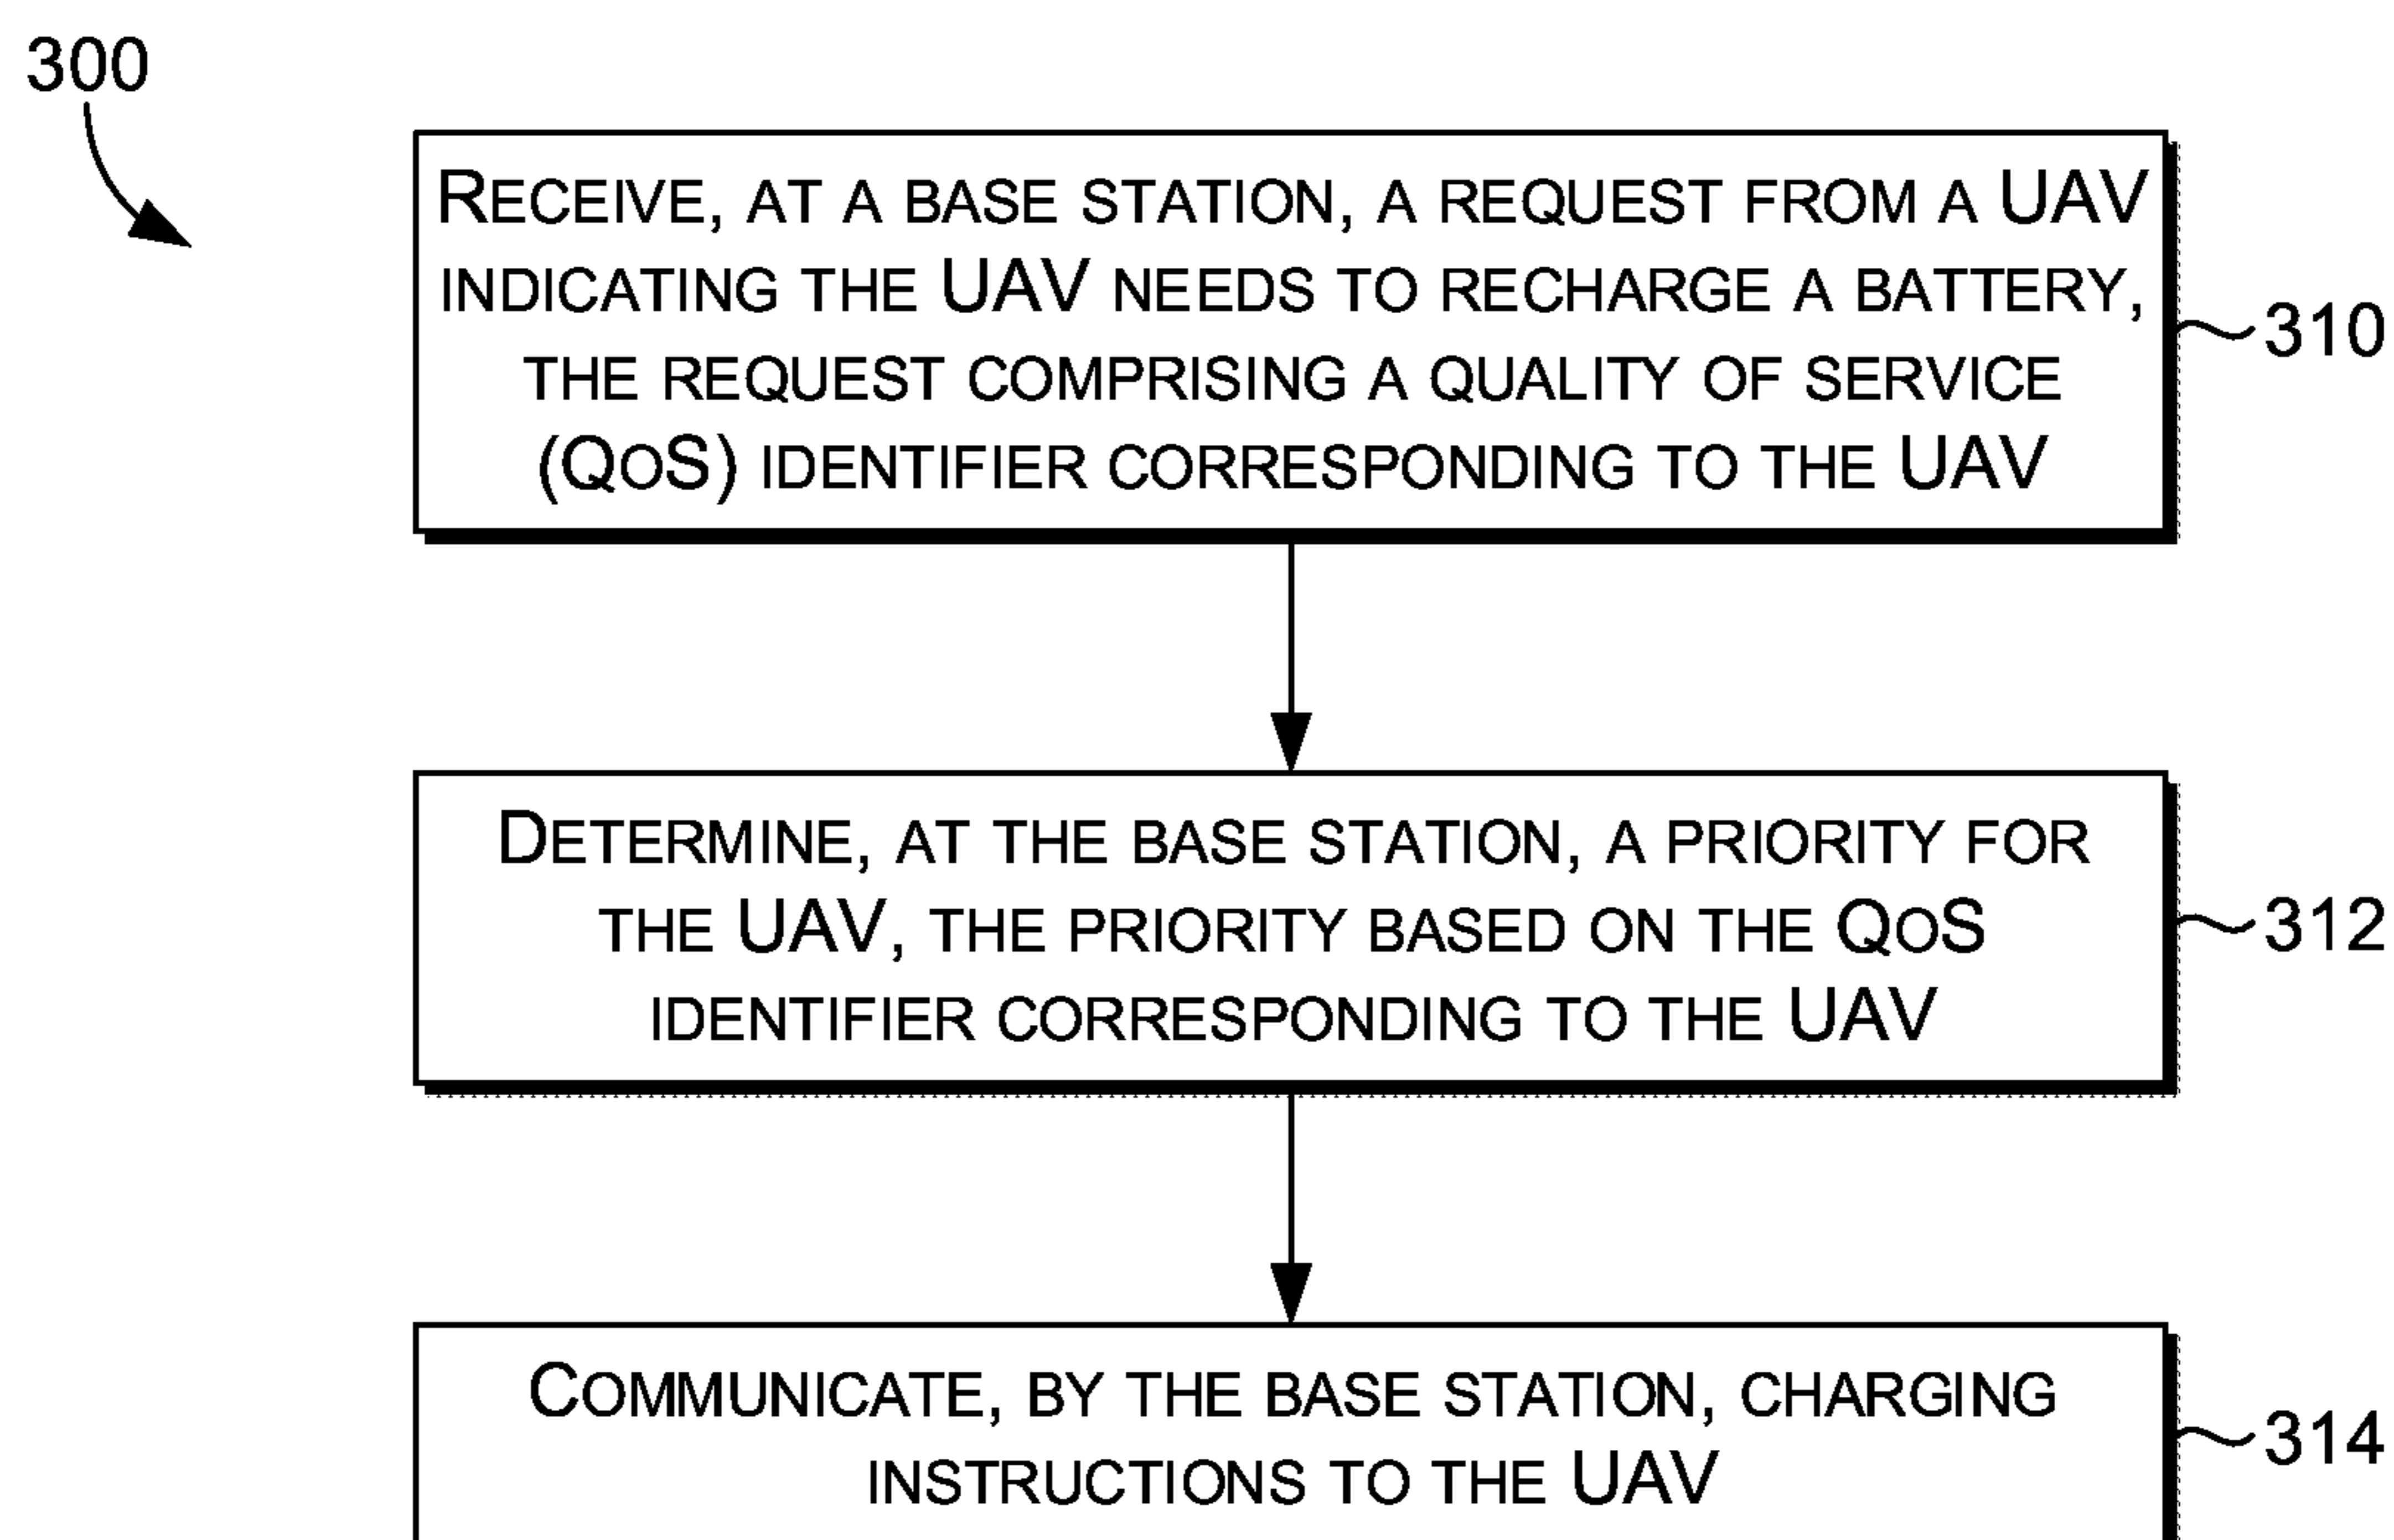 300
RECEIVE, AT A BASE STATION, A REQUEST FROM A UAV
INDICATING THE UAV NEEDS TO RECHARGE A BATTERY,
THE REQUEST COMPRISING A QUALITY OF SERVICE
(QOS) IDENTIFIER CORRESPONDING TO THE UAV
310
DETERMINE, AT THE BASE STATION, A PRIORITY FOR
THE UAV, THE PRIORITY BASED ON THE QOS
IDENTIFIER CORRESPONDING TO THE UAV
312
COMMUNICATE, BY THE BASE STATION, CHARGING
INSTRUCTIONS TO THE UAV
314